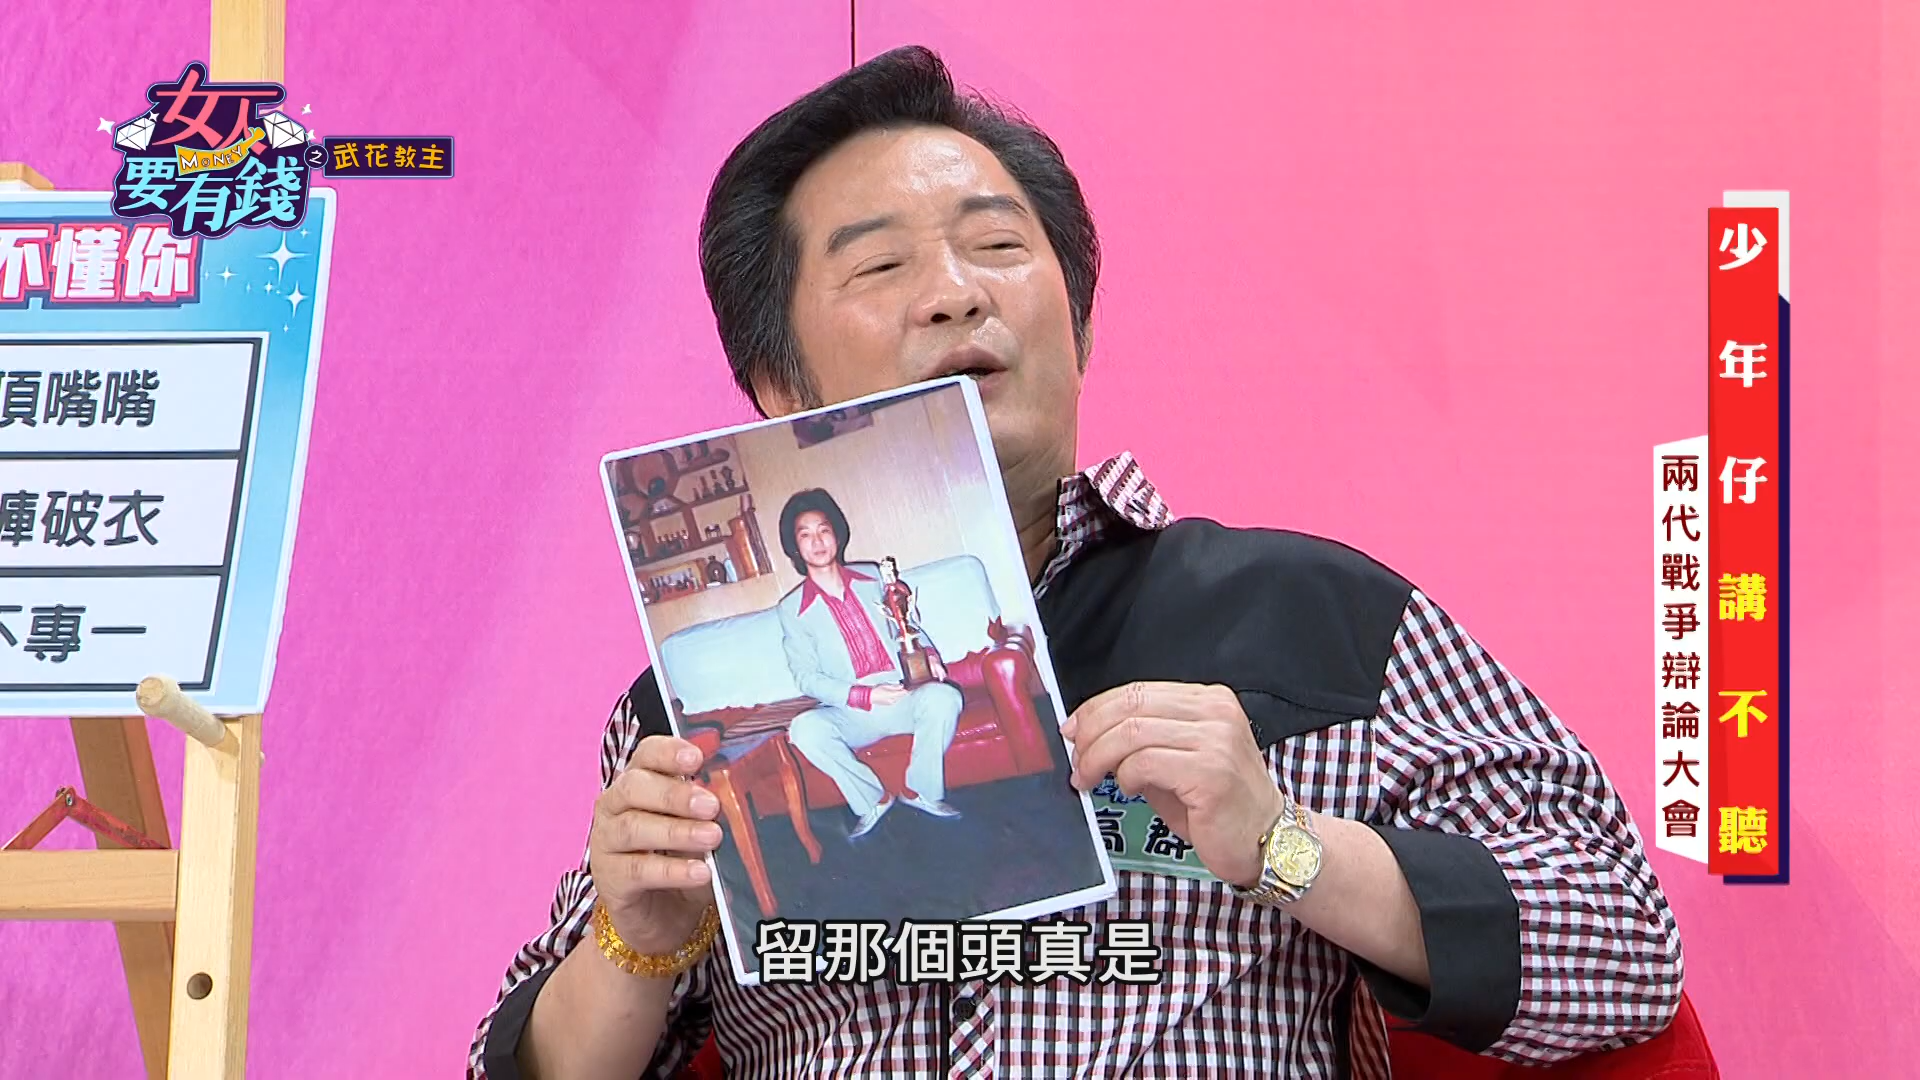 女人
MONEY
要有錢
之武花教主
不懂你
頂嘴嘴
褲破衣
不專一
少年仔講不聽
兩代戰爭辯論大會
高群
留那個頭真是